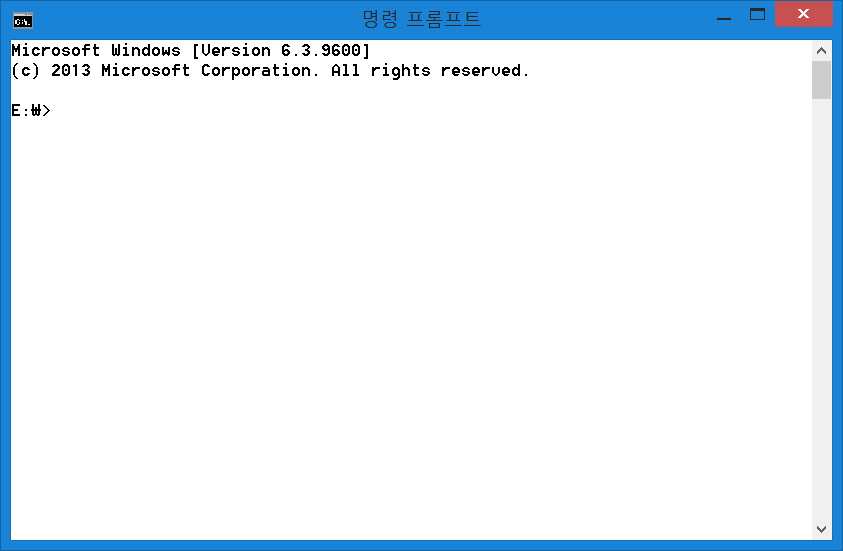 명령 프롬프트
Microsoft Windows [Version 6.3.9600]
(c) 2013 Microsoft Corporation. All rights reserved.
E:₩>